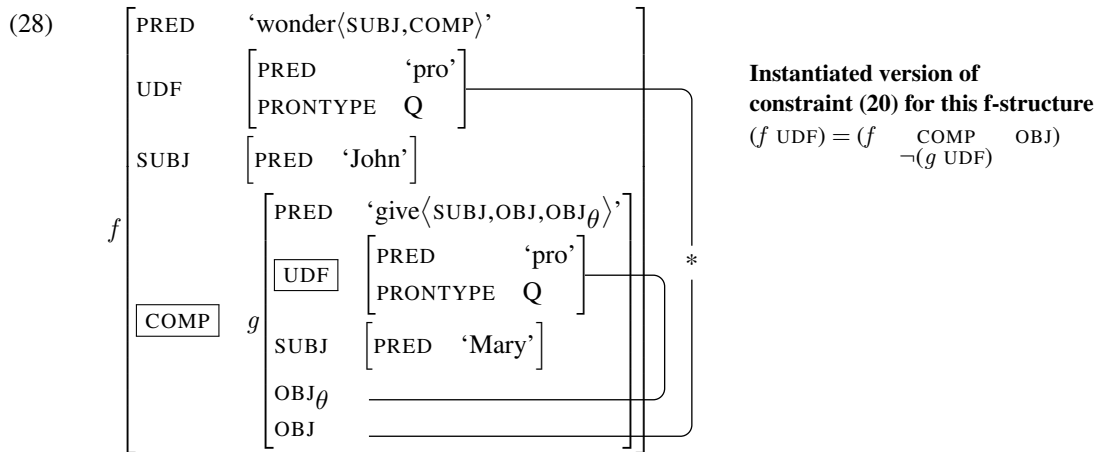 (28)
PRED ‘wonder⟨SUBJ,COMP⟩’
UDF
PRED ‘pro’
PRONTYPE Q
SUBJ
PRED ‘John’
f
COMP
g
PRED ‘give⟨SUBJ,OBJ,OBJθ⟩’
UDF
PRED ‘pro’
PRONTYPE Q
SUBJ
PRED ‘Mary’
OBJθ
OBJ
*
Instantiated version of
constraint (20) for this f-structure
(f UDF) = (f COMP OBJ)
¬(g UDF)